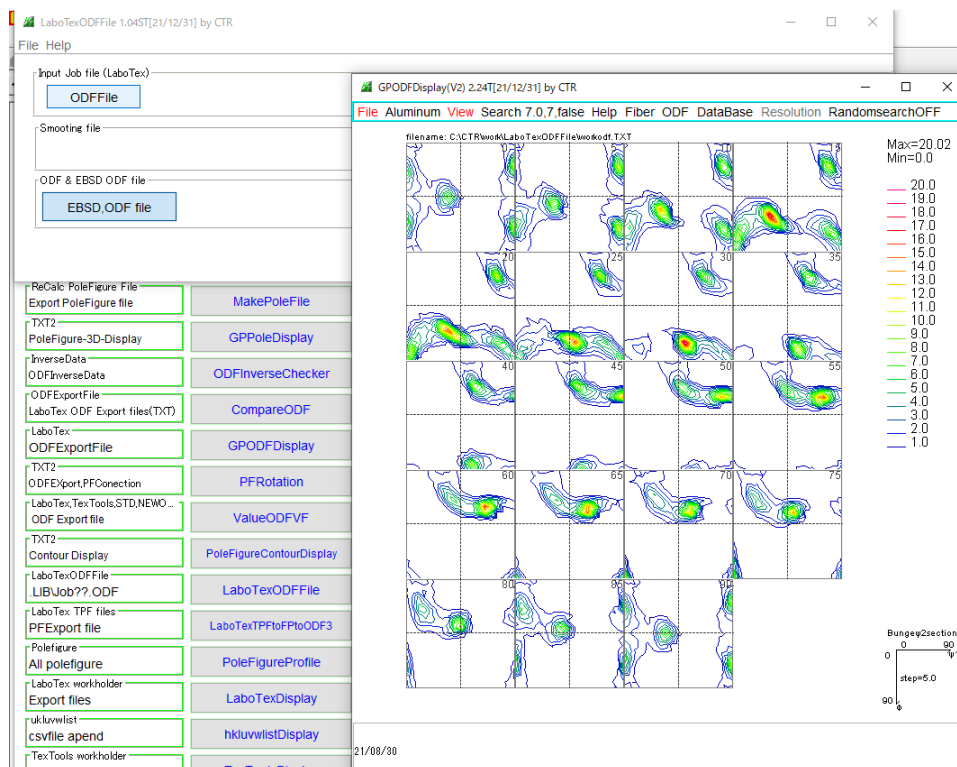 LaboTexODFFile 1.04ST[21/12/31] by CTR
File Help
Input Job file (LaboTex)
ODFFile
Smooting file
ODF & EBSD ODF file
EBSD,ODF file
ReCalc PoleFigure File
Export PoleFigure file
MakePoleFile
TXT2
PoleFigure-3D-Display
GPPoleDisplay
InverseData
ODFInverseData
ODFInverseChecker
ODFExportFile
LaboTex ODF Export files(TXT)
CompareODF
LaboTex
ODFExportFile
GPODFDisplay
TXT2
ODFEXport,PFConection
PFRotation
LaboTex,TexTools,STD,NEWO...
ODF Export file
ValueODFVF
TXT2
Contour Display
PoleFigureContourDisplay
LaboTexODFFile
.LIB\Job??.ODF
LaboTexODFFile
LaboTex TPF files
PFExport file
LaboTexTPFtoFPtoODF3
Polefigure
All polefigure
PoleFigureProfile
LaboTex workholder
Export files
LaboTexDisplay
ukluvwlist
csvfile apend
hkluvwlistDisplay
TexTools workholder
GPODFDisplay(V2) 2.24T[21/12/31] by CTR
File Aluminum View Search 7.0,7,false Help Fiber ODF DataBase Resolution RandomsearchOFF
filename: C:\CTR\work\LaboTexODFFile\workodf.TXT
Max=20.02
Min=0.0
20.0
19.0
18.0
17.0
16.0
15.0
14.0
13.0
12.0
11.0
10.0
9.0
8.0
7.0
6.0
5.0
4.0
3.0
2.0
1.0
20 25 30 35
40 45 50 55
60 65 70 75
80 85 90
Bungeψ2section
0 90
0 ψ1
step=5.0
90 Φ
21/08/30